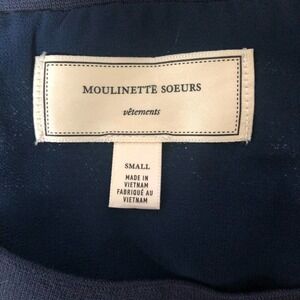 MOULINETTE SOEURS
vêtements
SMALL
MADE IN
VIETNAM
FABRIQUÉ AU
VIETNAM